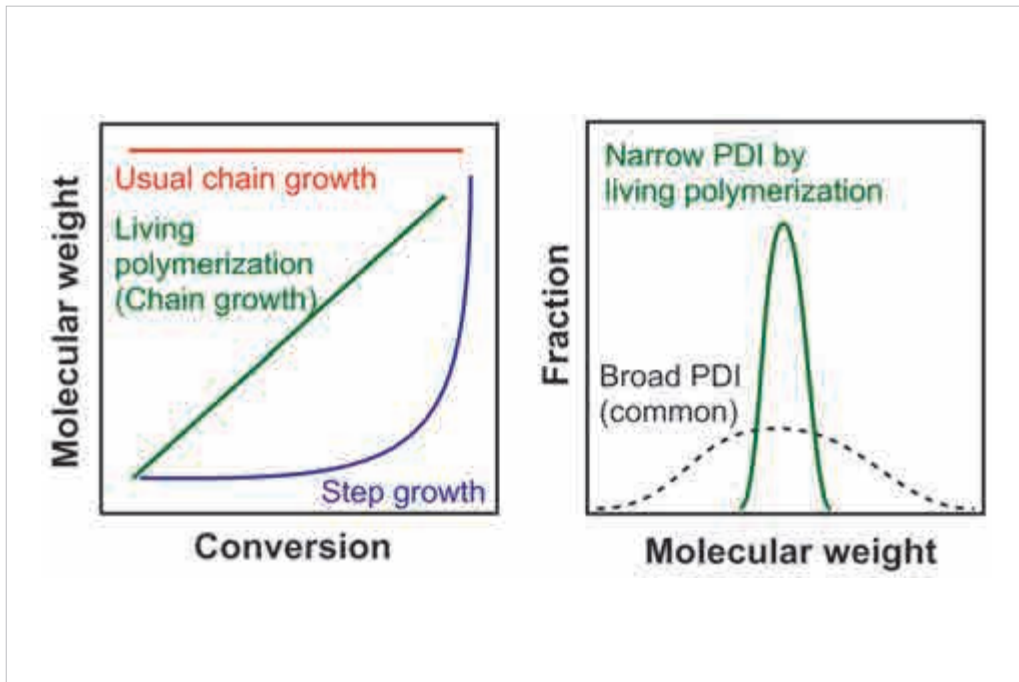 Molecular weight
Usual chain growth
Living
polymerization
(Chain growth)
Step growth
Conversion
Fraction
Narrow PDI by
living polymerization
Broad PDI
(common)
Molecular weight